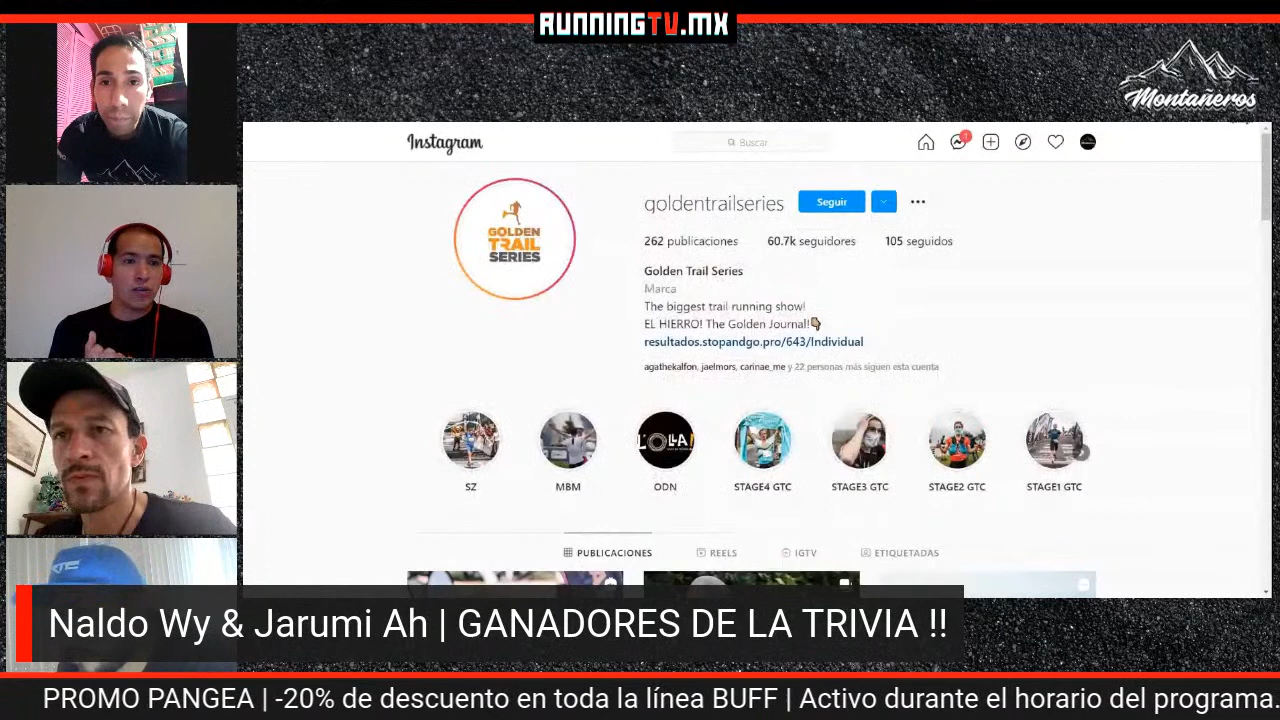 RUNNINGTV.MX
Montañeros
Instagram
Buscar
1
goldentrailseries
Seguir
262 publicaciones 60.7k seguidores 105 seguidos
GOLDEN
TRAIL
SERIES
Golden Trail Series
Marca
The biggest trail running show!
EL HIERRO! The Golden Journal!
resultados.stopandgo.pro/643/Individual
agathekalfon, jaelmors, carinae_me y 22 personas más siguen esta cuenta
SZ MBM ODN STAGE4 GTC STAGE3 GTC STAGE2 GTC STAGE1 GTC
PUBLICACIONES REELS IGTV ETIQUETADAS
Naldo Wy & Jarumi Ah | GANADORES DE LA TRIVIA !!
PROMO PANGEA | -20% de descuento en toda la línea BUFF | Activo durante el horario del programa.